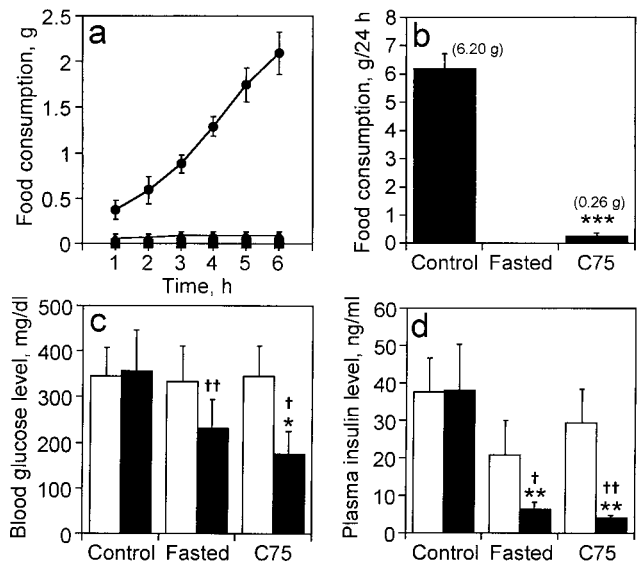 a
Food consumption, g
2.5
2
1.5
1
0.5
0
1 2 3 4 5 6
Time, h
b
Food consumption, g/24 h
8
7
6
5
4
3
2
1
0
(6.20 g)
(0.26 g)
***
Control Fasted C75
c
Blood glucose level, mg/dl
500
400
300
200
100
0
††
†
*
Control Fasted C75
d
Plasma insulin level, ng/ml
60
50
40
30
20
10
0
†
**
††
**
Control Fasted C75